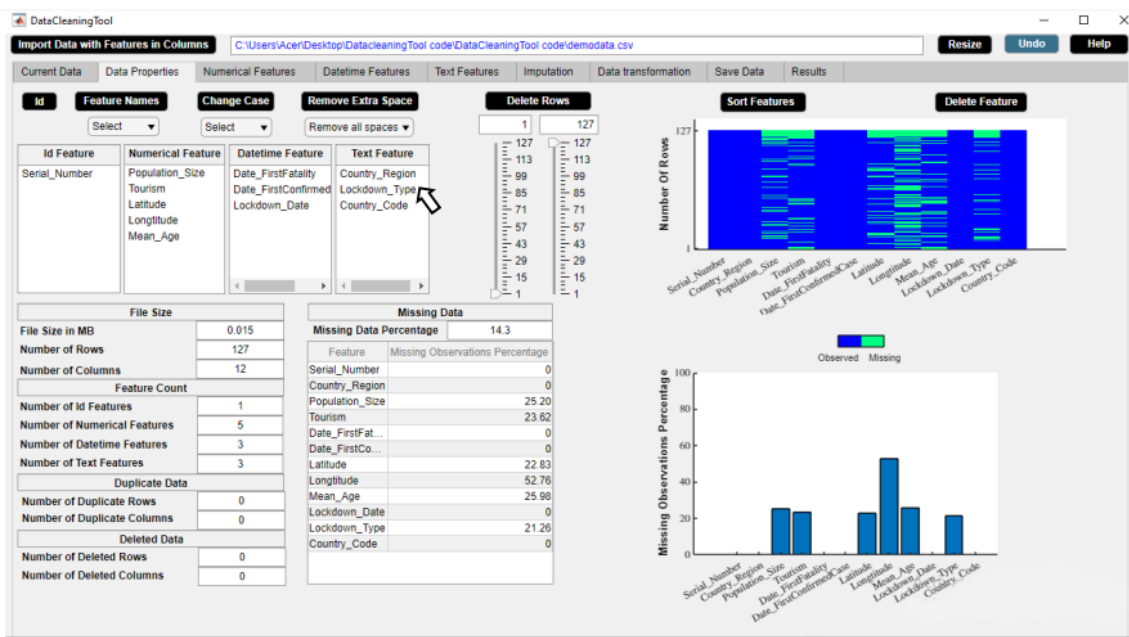 DataCleaningTool
Import Data with Features in Columns C:\Users\Acer\Desktop\DatacleaningTool code\DataCleaningTool code\demodata.csv Resize Undo Help
Current Data Data Properties Numerical Features Datetime Features Text Features Imputation Data transformation Save Data Results
Id Feature Names Change Case Remove Extra Space Delete Rows Sort Features Delete Feature
Select Select Remove all spaces 1 127
Id Feature Numerical Feature Datetime Feature Text Feature
Serial_Number Population_Size Date_FirstFatality Country_Region
Tourism Date_FirstConfirmed Lockdown_Type
Latitude Lockdown_Date Country_Code
Longtitude
Mean_Age
127 127
113 113
99 99
85 85
71 71
57 57
43 43
29 29
15 15
1 1
Number Of Rows
127
1
Serial_Number Country_Region Population_Size Tourism Date_FirstFatality Date_FirstConfirmedCase Latitude Longtitude Mean_Age Lockdown_Date Lockdown_Type Country_Code
Observed Missing
File Size
File Size in MB 0.015
Number of Rows 127
Number of Columns 12
Feature Count
Number of Id Features 1
Number of Numerical Features 5
Number of Datetime Features 3
Number of Text Features 3
Duplicate Data
Number of Duplicate Rows 0
Number of Duplicate Columns 0
Deleted Data
Number of Deleted Rows 0
Number of Deleted Columns 0
Missing Data
Missing Data Percentage 14.3
Feature Missing Observations Percentage
Serial_Number 0
Country_Region 0
Population_Size 25.20
Tourism 23.62
Date_FirstFat... 0
Date_FirstCo... 0
Latitude 22.83
Longtitude 52.76
Mean_Age 25.98
Lockdown_Date 0
Lockdown_Type 21.26
Country_Code 0
Missing Observations Percentage
100
80
60
40
20
0
Serial_Number Country_Region Population_Size Tourism Date_FirstFatality Date_FirstConfirmedCase Latitude Longtitude Mean_Age Lockdown_Date Lockdown_Type Country_Code